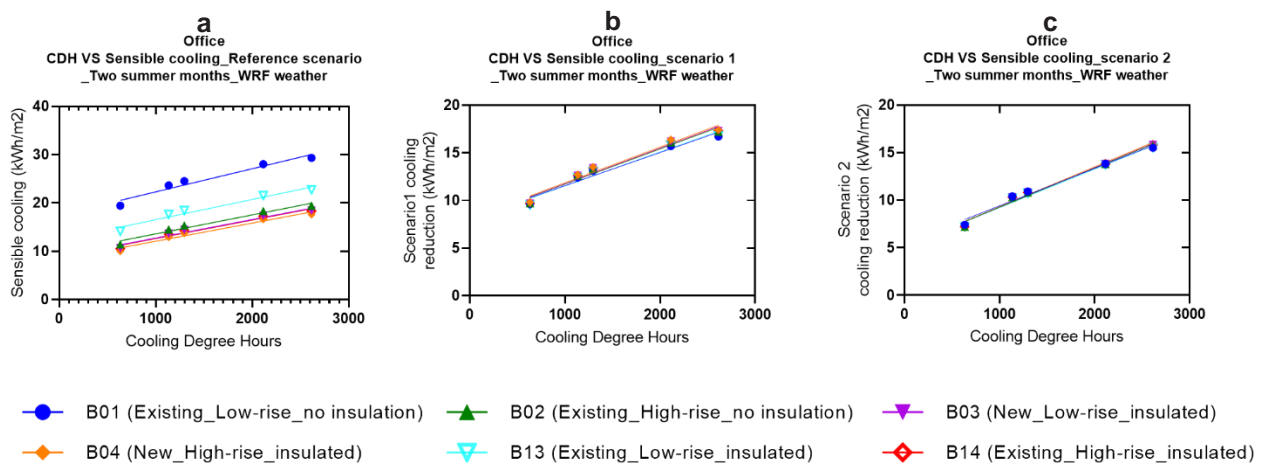 a
Office
CDH VS Sensible cooling_Reference scenario
_Two summer months_WRF weather
Sensible cooling (kWh/m2)
40
30
20
10
0
0 1000 2000 3000
Cooling Degree Hours
b
Office
CDH VS Sensible cooling_scenario 1
_Two summer months_WRF weather
Scenario1 cooling
reduction (kWh/m2)
20
15
10
5
0
0 1000 2000 3000
Cooling Degree Hours
c
Office
CDH VS Sensible cooling_scenario 2
_Two summer months_WRF weather
Scenario 2
cooling reduction (kWh/m2)
20
15
10
5
0
0 1000 2000 3000
Cooling Degree Hours
B01 (Existing_Low-rise_no insulation)
B02 (Existing_High-rise_no insulation)
B03 (New_Low-rise_insulated)
B04 (New_High-rise_insulated)
B13 (Existing_Low-rise_insulated)
B14 (Existing_High-rise_insulated)